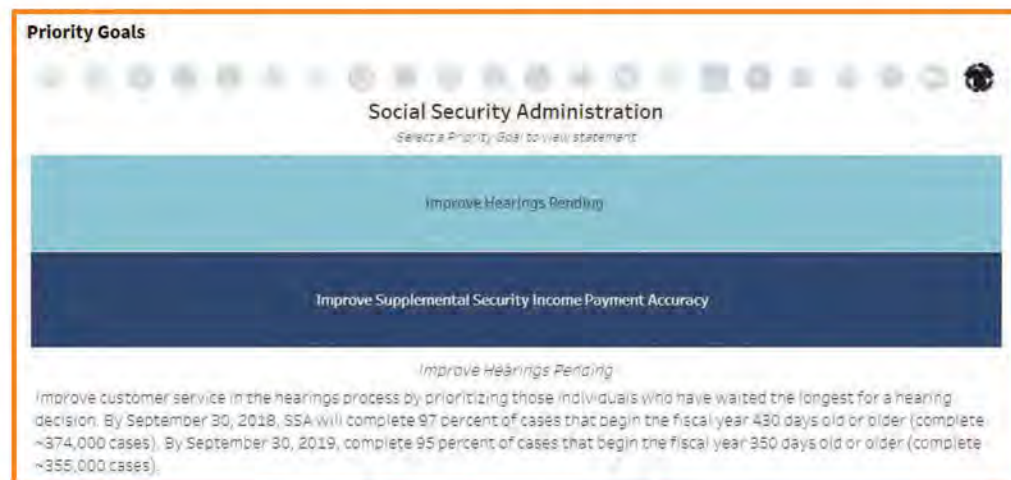 Priority Goals
Social Security Administration
Select a Priority Goal to view statement
Improve Hearings Pending
Improve Supplemental Security Income Payment Accuracy
Improve Hearings Pending
Improve customer service in the hearings process by prioritizing those individuals who have waited the longest for a hearing
decision. By September 30, 2018, SSA will complete 97 percent of cases that begin the fiscal year 430 days old or older (complete
~374,000 cases). By September 30, 2019, complete 95 percent of cases that begin the fiscal year 350 days old or older (complete
~355,000 cases).